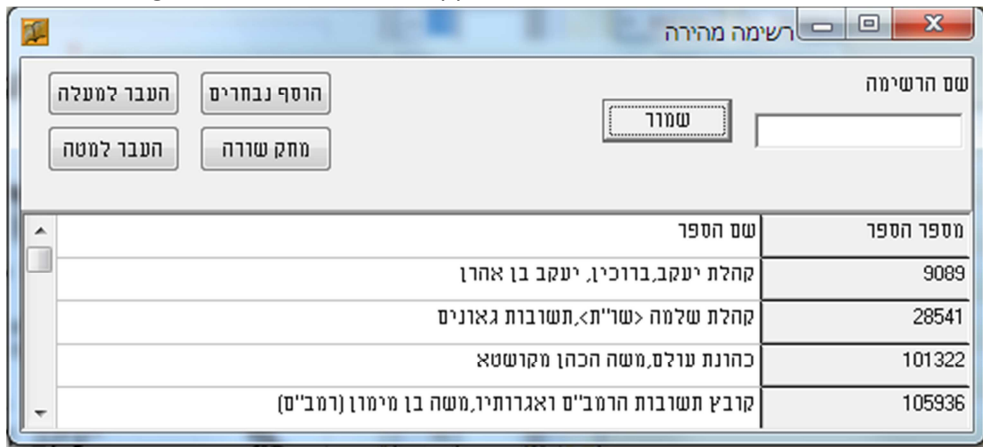 רשימה מהירה
שם הרשימה
שמור
הוסף נבחרים
העבר למעלה
מחק שורה
העבר למטה
מספר הספר שם הספר
9089 קהלת יעקב,ברוכין, יעקב בן אהרן
28541 קהלת שלמה <שו''ת>,תשובות גאונים
101322 כהונת עולם,משה הכהן מקושטא
105936 קובץ תשובות הרמב''ם ואגרותיו,משה בן מימון (רמב''ם)